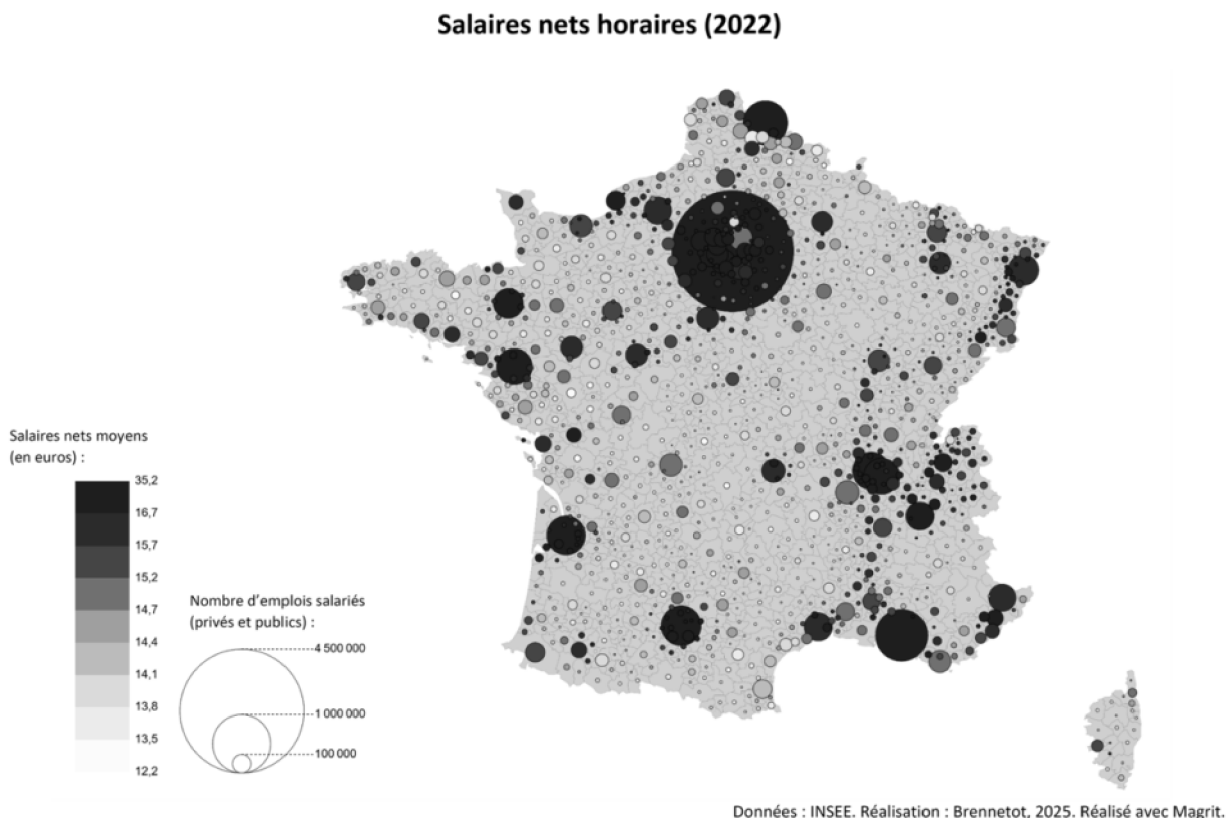 Salaires nets horaires (2022)
Salaires nets moyens
(en euros) :
35,2
16,7
15,7
15,2
14,7
14,4
14,1
13,8
13,5
12,2
Nombre d'emplois salariés
(privés et publics) :
4 500 000
1 000 000
100 000
Données : INSEE. Réalisation : Brennetot, 2025. Réalisé avec Magrit.